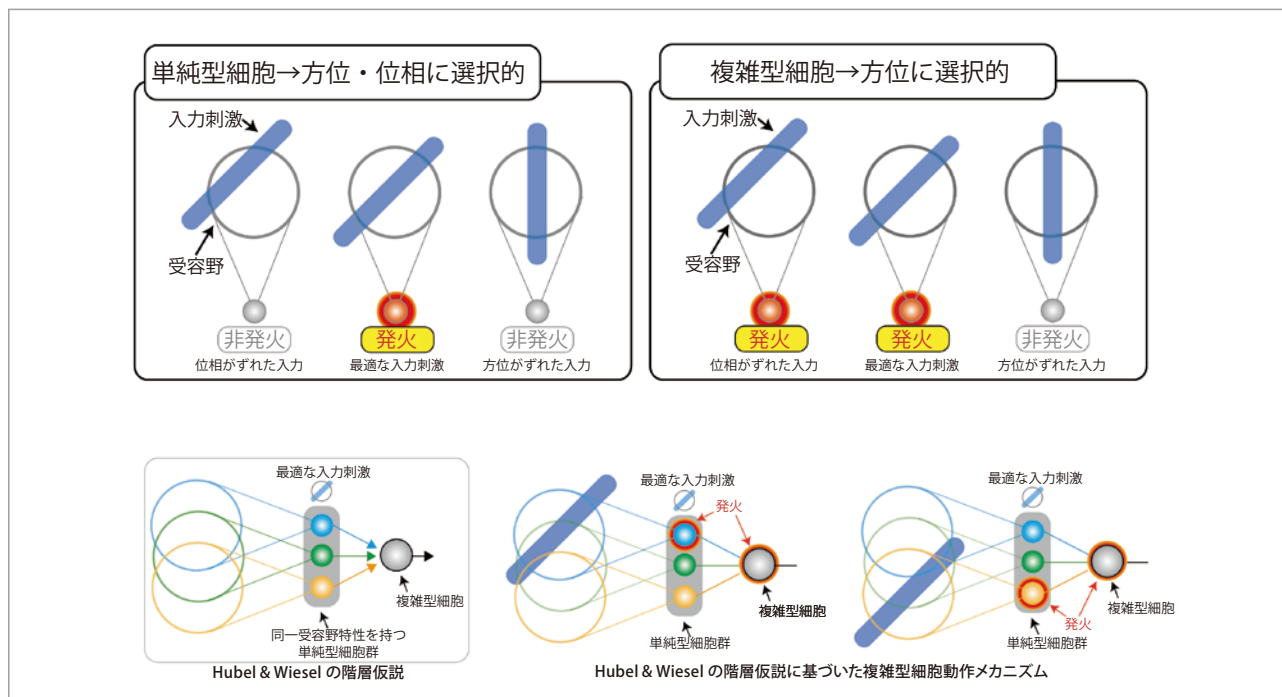 単純型細胞→方位・位相に選択的
入力刺激
受容野
非発火
発火
非発火
位相がずれた入力
最適な入力刺激
方位がずれた入力
複雑型細胞→方位に選択的
入力刺激
受容野
発火
発火
非発火
位相がずれた入力
最適な入力刺激
方位がずれた入力
最適な入力刺激
複雑型細胞
同一受容野特性を持つ
単純型細胞群
Hubel & Wiesel の階層仮説
最適な入力刺激
発火
複雑型細胞
単純型細胞群
最適な入力刺激
複雑型細胞
発火
単純型細胞群
Hubel & Wiesel の階層仮説に基づいた複雑型細胞動作メカニズム